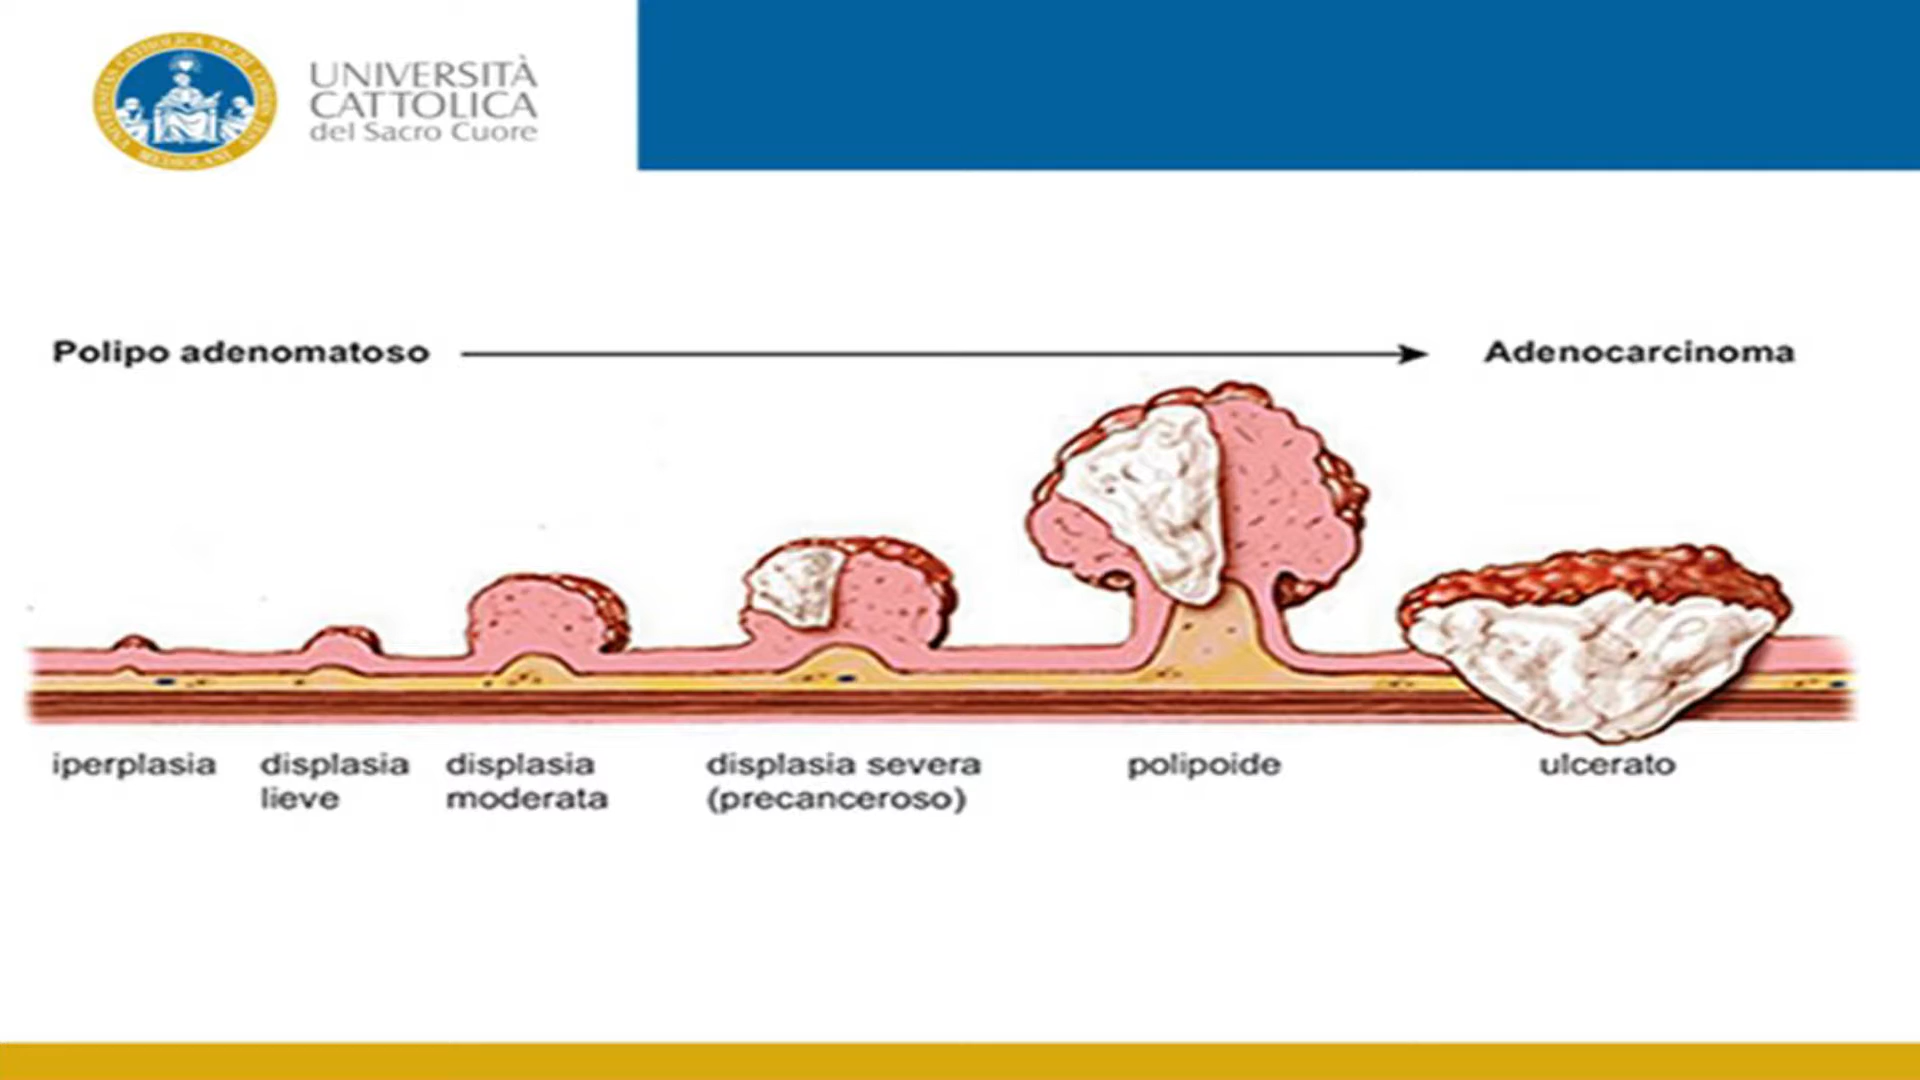 UNIVERSITÀ
CATTOLICA
del Sacro Cuore
Polipo adenomatoso
Adenocarcinoma
iperplasia
displasia
lieve
displasia
moderata
displasia severa
(precanceroso)
polipoide
ulcerato